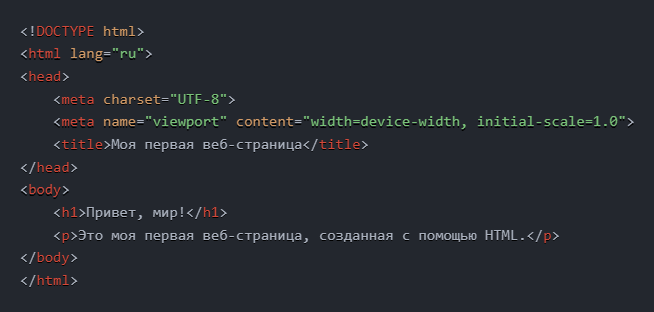 <!DOCTYPE html>
<html lang="ru">
<head>
    <meta charset="UTF-8">
    <meta name="viewport" content="width=device-width, initial-scale=1.0">
    <title>Моя первая веб-страница</title>
</head>
<body>
    <h1>Привет, мир!</h1>
    <p>Это моя первая веб-страница, созданная с помощью HTML.</p>
</body>
</html>